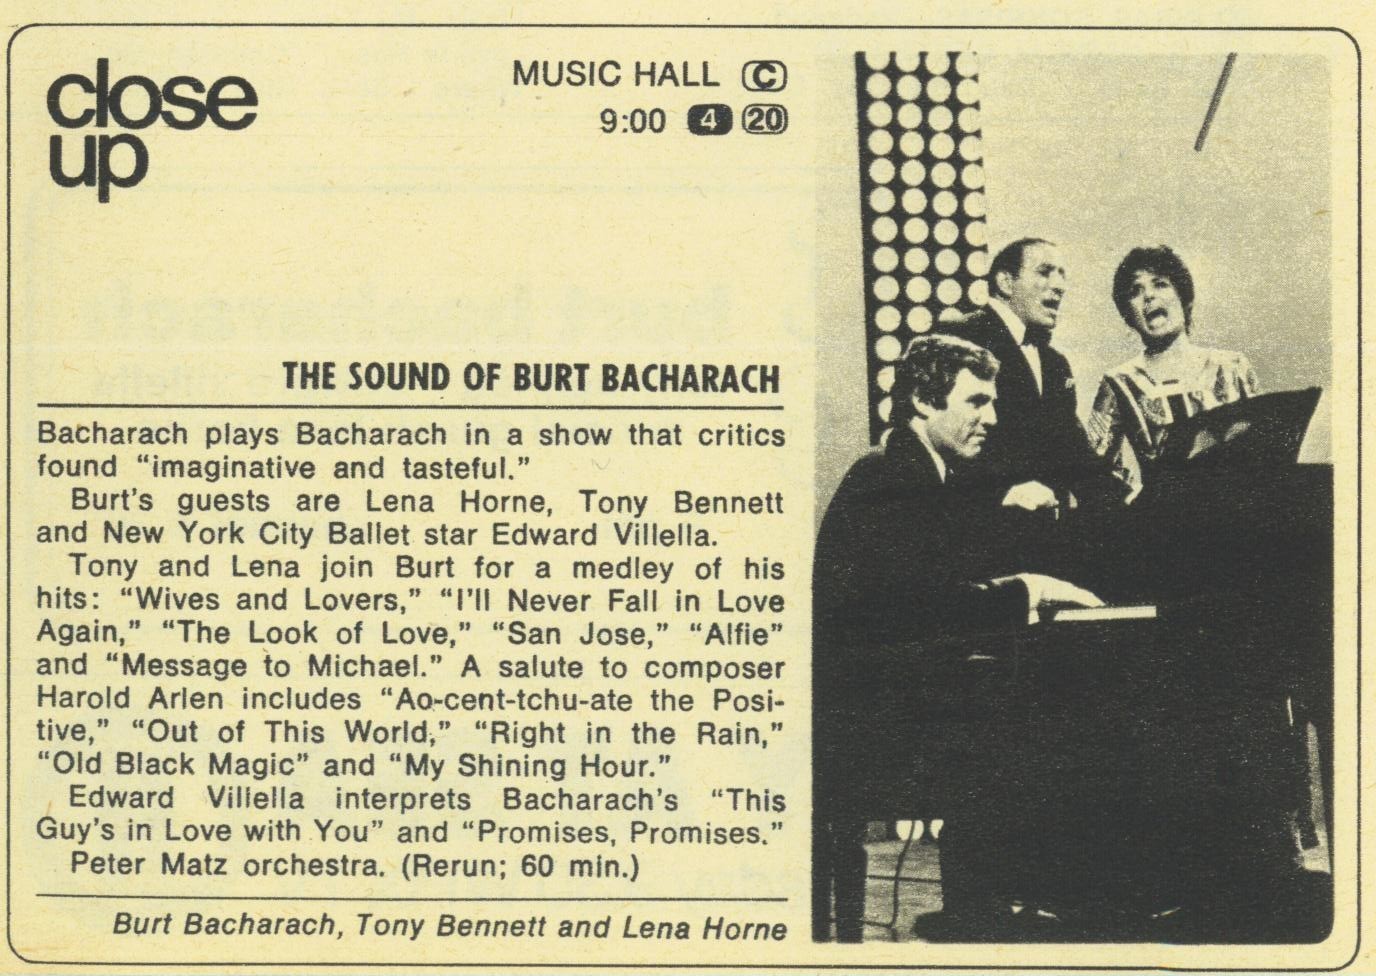 close
up
MUSIC HALL C
9:00 4 20
THE SOUND OF BURT BACHARACH
Bacharach plays Bacharach in a show that critics
found “imaginative and tasteful.”
Burt's guests are Lena Horne, Tony Bennett
and New York City Ballet star Edward Villella.
Tony and Lena join Burt for a medley of his
hits: “Wives and Lovers,” “I'll Never Fall in Love
Again,” “The Look of Love,” “San Jose,” “Alfie”
and “Message to Michael.” A salute to composer
Harold Arlen includes “Ao-cent-tchu-ate the Posi-
tive,” “Out of This World,” “Right in the Rain,”
“Old Black Magic” and “My Shining Hour.”
Edward Villella interprets Bacharach's “This
Guy's in Love with You” and “Promises, Promises.”
Peter Matz orchestra. (Rerun; 60 min.)
Burt Bacharach, Tony Bennett and Lena Horne